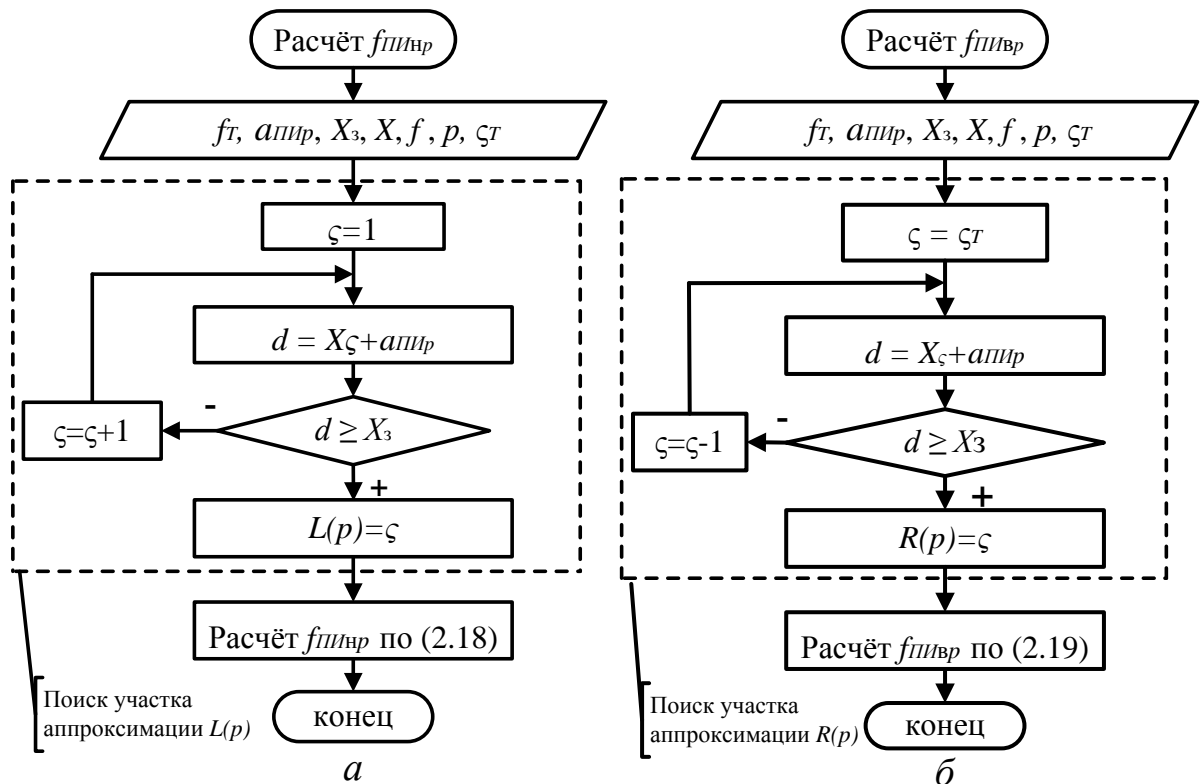 Расчёт fПИнр
fТ, aПИр, Xз, X, f , p, ςТ
ς=1
d = Xς+aПИр
ς=ς+1
-
d ≥ Xз
+
L(p)=ς
Расчёт fПИнр по (2.18)
Поиск участка
аппроксимации L(p)
конец
а
Расчёт fПИвр
fТ, aПИр, Xз, X, f , p, ςТ
ς = ςТ
d = Xς+aПИр
ς=ς-1
-
d ≥ Xз
+
R(p)=ς
Расчёт fПИвр по (2.19)
Поиск участка
аппроксимации R(p)
конец
б